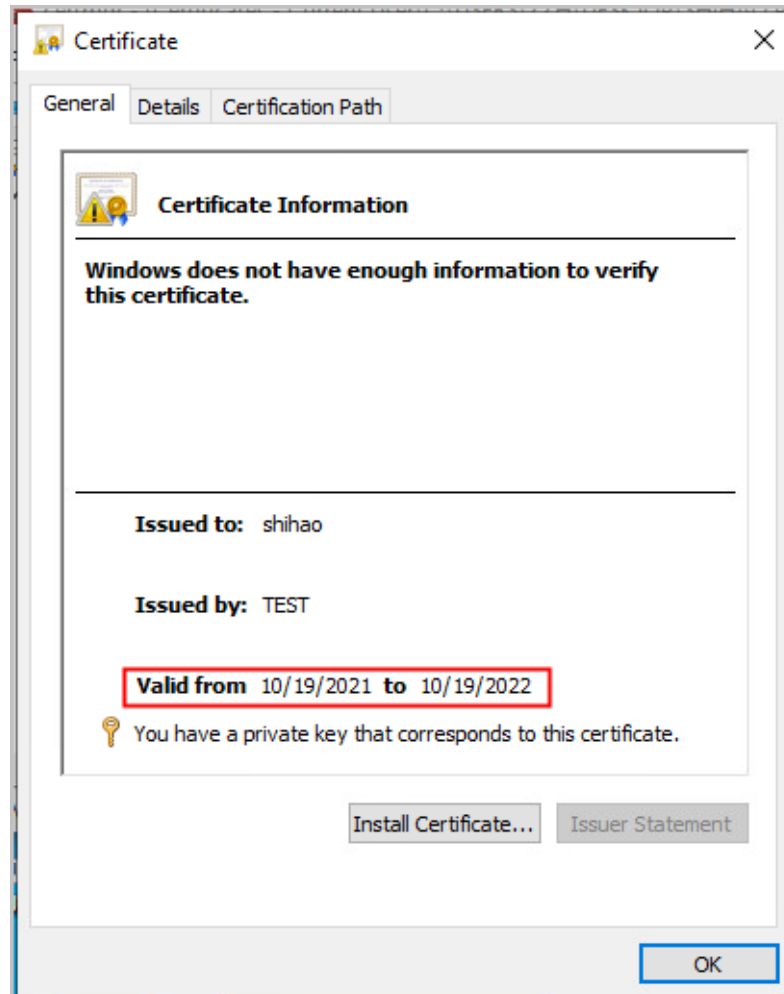 Certificate
General Details Certification Path
Certificate Information
Windows does not have enough information to verify
this certificate.
Issued to: shihao
Issued by: TEST
Valid from 10/19/2021 to 10/19/2022
You have a private key that corresponds to this certificate.
Install Certificate... Issuer Statement
OK